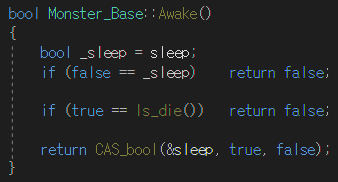 bool Monster_Base::Awake()
{
bool _sleep = sleep;
if (false == _sleep) return false;
if (true == Is_die()) return false;
return CAS_bool(&sleep, true, false);
}